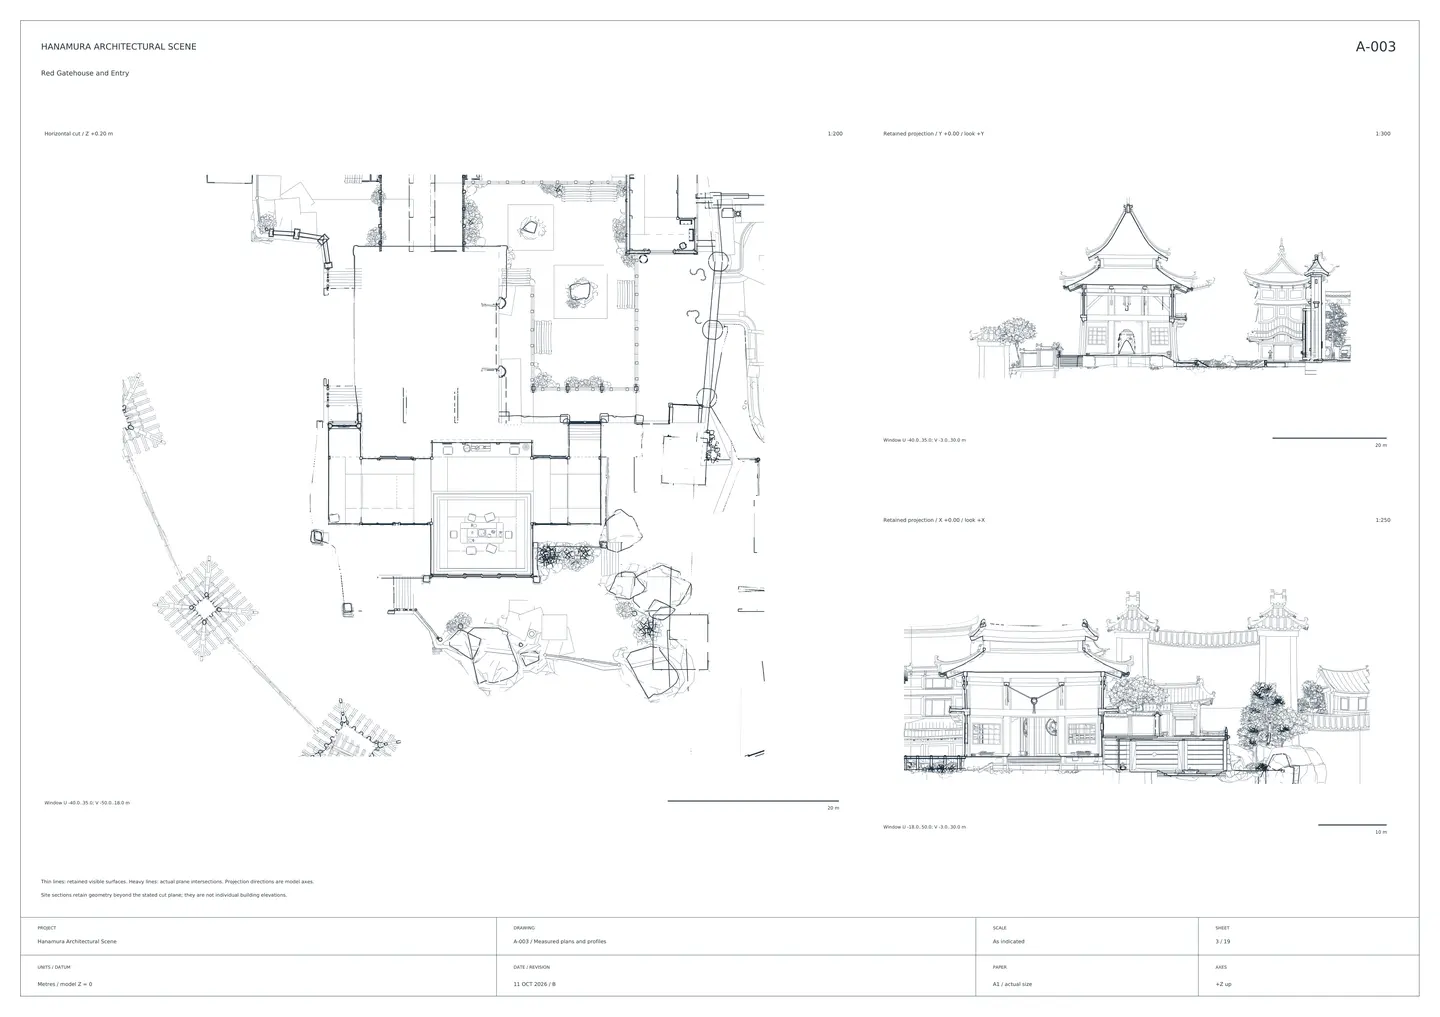 HANAMURA ARCHITECTURAL SCENE
A-003
Red Gatehouse and Entry
Horizontal cut / Z +0.20 m
1:200
Retained projection / Y +0.00 / look +Y
1:300
Window U -40.0..35.0; V -3.0..30.0 m
20 m
Retained projection / X +0.00 / look +X
1:250
Window U -40.0..35.0; V -50.0..18.0 m
20 m
Window U -18.0..50.0; V -3.0..30.0 m
10 m
Thin lines: retained visible surfaces. Heavy lines: actual plane intersections. Projection directions are model axes.
Site sections retain geometry beyond the stated cut plane; they are not individual building elevations.
PROJECT
Hanamura Architectural Scene
DRAWING
A-003 / Measured plans and profiles
SCALE
As indicated
SHEET
3 / 19
UNITS / DATUM
Metres / model Z = 0
DATE / REVISION
11 OCT 2026 / B
PAPER
A1 / actual size
AXES
+Z up